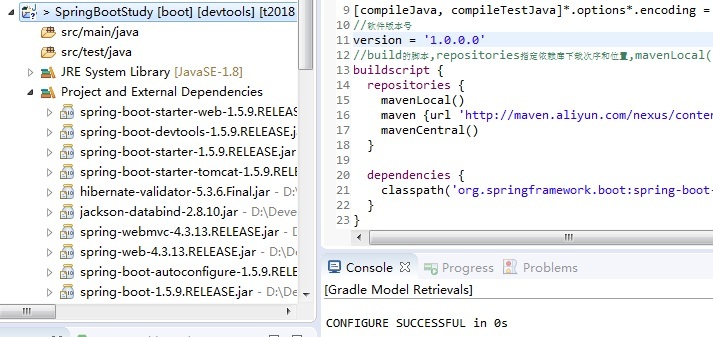 > SpringBootStudy [boot] [devtools] [t2018
src/main/java
src/test/java
JRE System Library [JavaSE-1.8]
Project and External Dependencies
spring-boot-starter-web-1.5.9.RELEASE
spring-boot-devtools-1.5.9.RELEASE.j
spring-boot-starter-1.5.9.RELEASE.jar
spring-boot-starter-tomcat-1.5.9.RELE
hibernate-validator-5.3.6.Final.jar - D:
jackson-databind-2.8.10.jar - D:\Deve
spring-webmvc-4.3.13.RELEASE.jar - D
spring-web-4.3.13.RELEASE.jar - D:\De
spring-boot-autoconfigure-1.5.9.RELE
spring-boot-1.5.9.RELEASE.jar - D:\De
9 [compileJava, compileTestJava]*.options*.encoding =
10 //软件版本号
11 version = '1.0.0.0'
12 //build的脚本,repositories指定依赖库下载次序和位置,mavenLocal(
13 buildscript {
14 repositories {
15 mavenLocal()
16 maven {url 'http://maven.aliyun.com/nexus/conten
17 mavenCentral()
18 }
19
20 dependencies {
21 classpath('org.springframework.boot:spring-boot-
22 }
23 }
Console Progress Problems
[Gradle Model Retrievals]
CONFIGURE SUCCESSFUL in 0s